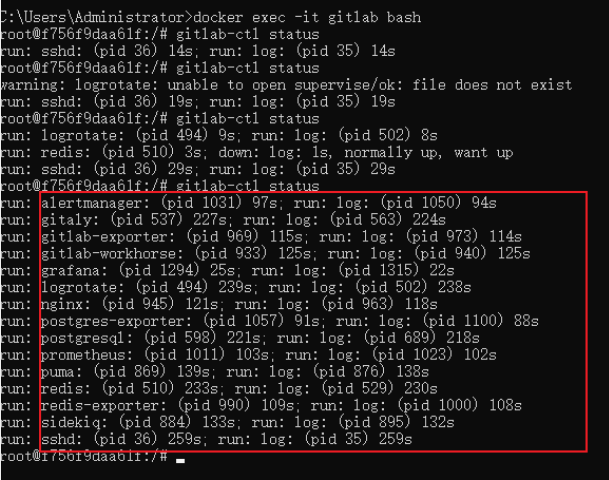 C:\Users\Administrator>docker exec -it gitlab bash
root@f756f9daa61f:/# gitlab-ctl status
run: sshd: (pid 36) 14s; run: log: (pid 35) 14s
root@f756f9daa61f:/# gitlab-ctl status
warning: logrotate: unable to open supervise/ok: file does not exist
run: sshd: (pid 36) 19s; run: log: (pid 35) 19s
root@f756f9daa61f:/# gitlab-ctl status
run: logrotate: (pid 494) 9s; run: log: (pid 502) 8s
run: redis: (pid 510) 3s; down: log: 1s, normally up, want up
run: sshd: (pid 36) 29s; run: log: (pid 35) 29s
root@f756f9daa61f:/# gitlab-ctl status
run: alertmanager: (pid 1031) 97s; run: log: (pid 1050) 94s
run: gitaly: (pid 537) 227s; run: log: (pid 563) 224s
run: gitlab-exporter: (pid 969) 115s; run: log: (pid 973) 114s
run: gitlab-workhorse: (pid 933) 125s; run: log: (pid 940) 125s
run: grafana: (pid 1294) 25s; run: log: (pid 1315) 22s
run: logrotate: (pid 494) 239s; run: log: (pid 502) 238s
run: nginx: (pid 945) 121s; run: log: (pid 963) 118s
run: postgres-exporter: (pid 1057) 91s; run: log: (pid 1100) 88s
run: postgresql: (pid 598) 221s; run: log: (pid 689) 218s
run: prometheus: (pid 1011) 103s; run: log: (pid 1023) 102s
run: puma: (pid 869) 139s; run: log: (pid 876) 138s
run: redis: (pid 510) 233s; run: log: (pid 529) 230s
run: redis-exporter: (pid 990) 109s; run: log: (pid 1000) 108s
run: sidekiq: (pid 884) 133s; run: log: (pid 895) 132s
run: sshd: (pid 36) 259s; run: log: (pid 35) 259s
root@f756f9daa61f:/#